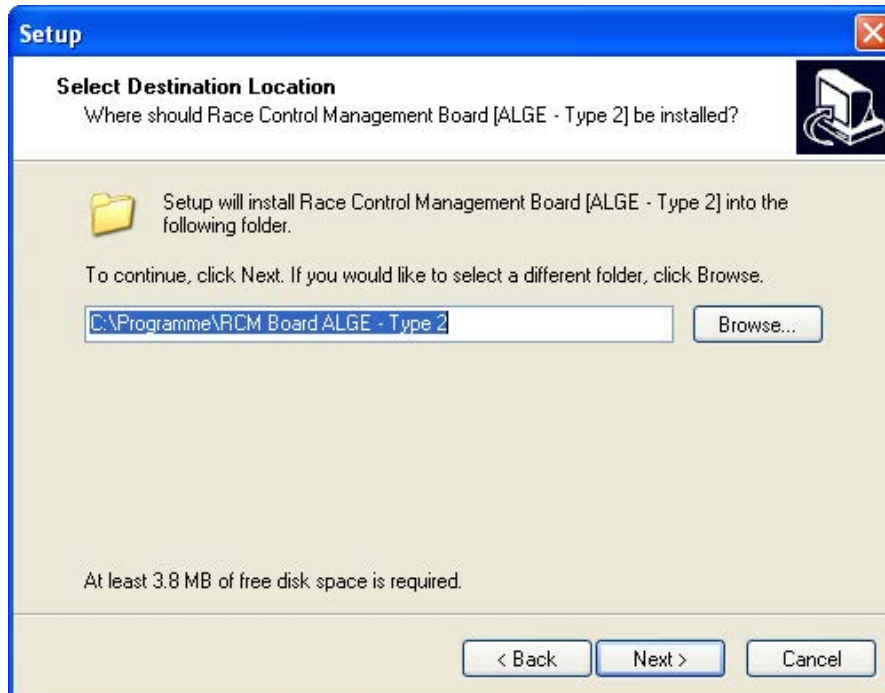 Setup
Select Destination Location
Where should Race Control Management Board [ALGE - Type 2] be installed?
Setup will install Race Control Management Board [ALGE - Type 2] into the
following folder.
To continue, click Next. If you would like to select a different folder, click Browse.
C:\Programme\RCM Board ALGE - Type 2
Browse...
At least 3.8 MB of free disk space is required.
< Back
Next >
Cancel